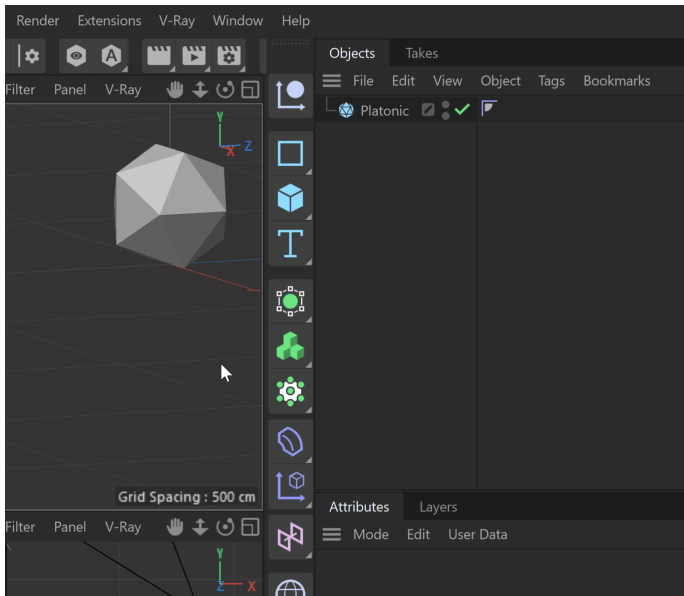 Render Extensions V-Ray Window Help
Objects Takes
File Edit View Object Tags Bookmarks
Filter Panel V-Ray
Platonic
Y
X Z
Grid Spacing : 500 cm
Attributes Layers
Mode Edit User Data
Filter Panel V-Ray
Y
Z X